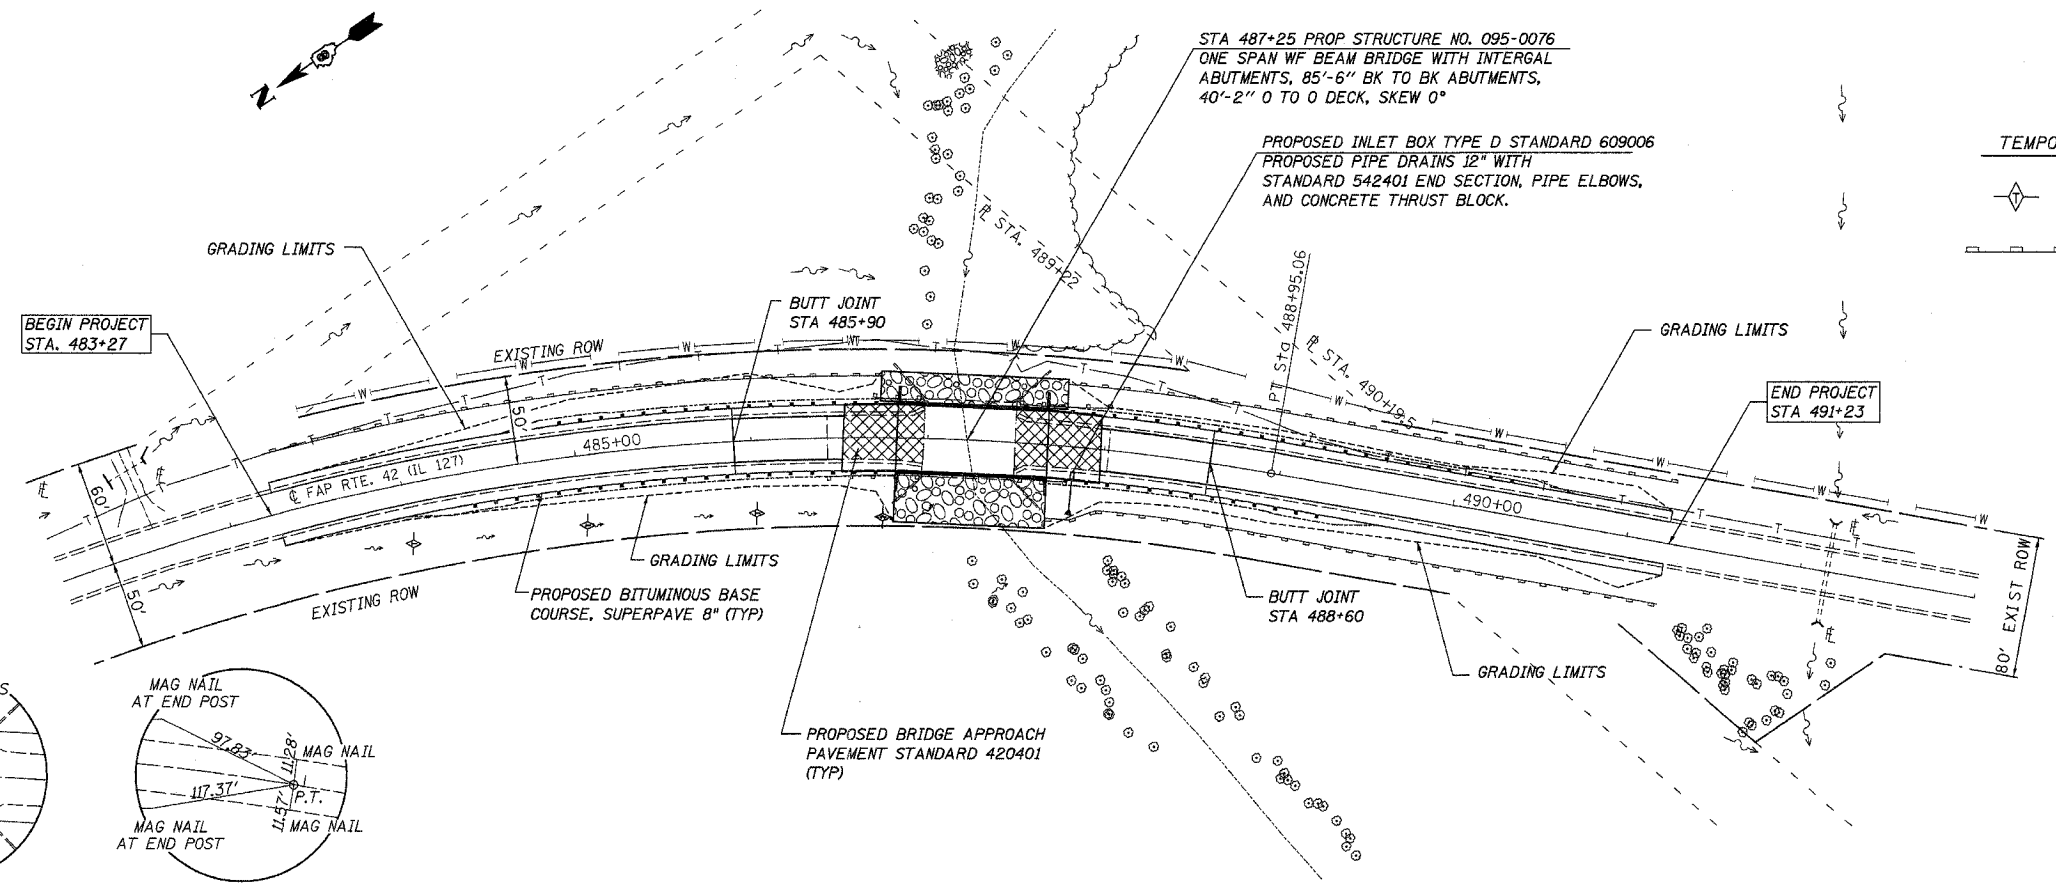 N
STA 487+25 PROP STRUCTURE NO. 095-0076
ONE SPAN WF BEAM BRIDGE WITH INTERGAL
ABUTMENTS, 85'-6" BK TO BK ABUTMENTS,
40'-2" O TO O DECK, SKEW 0°
PROPOSED INLET BOX TYPE D STANDARD 609006
PROPOSED PIPE DRAINS 12" WITH
STANDARD 542401 END SECTION, PIPE ELBOWS,
AND CONCRETE THRUST BLOCK.
TEMPO
T
GRADING LIMITS
℄ STA. 489+22
BEGIN PROJECT
STA. 483+27
BUTT JOINT
STA 485+90
EXISTING ROW
PT Sta 488+95.06
℄ STA. 490+19.5
GRADING LIMITS
END PROJECT
STA 491+23
50'
485+00
℄ FAP RTE. 42 (IL 127)
60'
50'
490+00
GRADING LIMITS
PROPOSED BITUMINOUS BASE
COURSE, SUPERPAVE 8" (TYP)
EXISTING ROW
BUTT JOINT
STA 488+60
GRADING LIMITS
80' EXIST ROW
PROPOSED BRIDGE APPROACH
PAVEMENT STANDARD 420401
(TYP)
S
MAG NAIL
AT END POST
97.83'
11.28'
MAG NAIL
117.37'
P.T.
11.57'
MAG NAIL
MAG NAIL
AT END POST